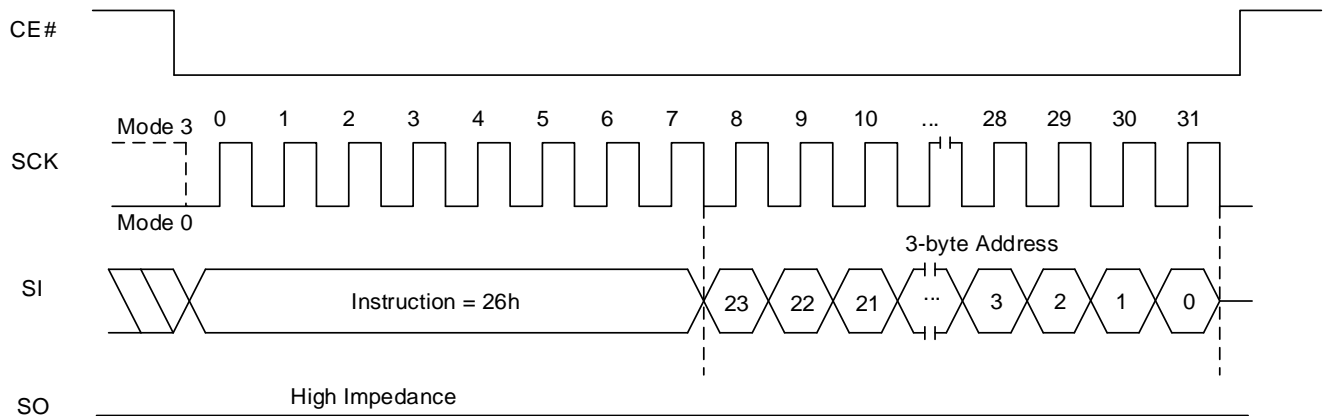 CE#
Mode 3
0 1 2 3 4 5 6 7 8 9 10 ... 28 29 30 31
SCK
Mode 0
3-byte Address
SI
Instruction = 26h
23 22 21 ... 3 2 1 0
High Impedance
SO